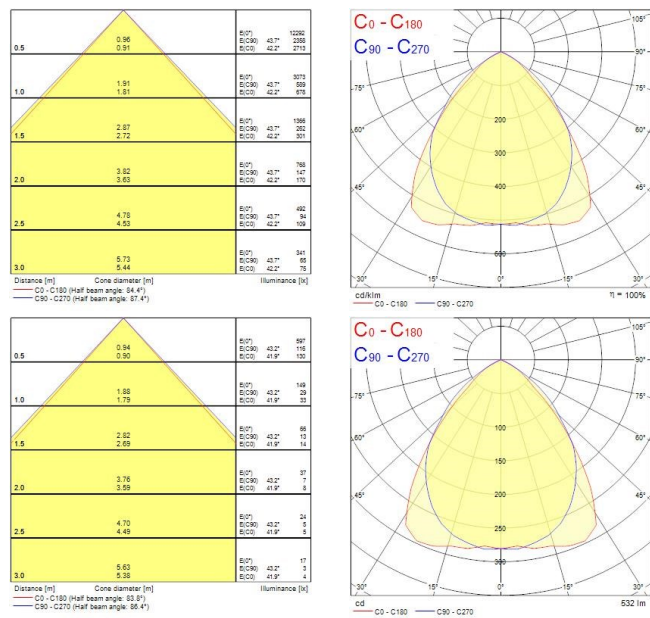 0.96
0.91
0.5
E(0°) 12292
E(C90) 43.7° 2358
E(C0) 42.2° 2713
1.91
1.81
1.0
E(0°) 3073
E(C90) 43.7° 589
E(C0) 42.2° 678
2.87
2.72
1.5
E(0°) 1366
E(C90) 43.7° 262
E(C0) 42.2° 301
3.82
3.63
2.0
E(0°) 768
E(C90) 43.7° 147
E(C0) 42.2° 170
4.78
4.53
2.5
E(0°) 492
E(C90) 43.7° 94
E(C0) 42.2° 109
5.73
5.44
3.0
E(0°) 341
E(C90) 43.7° 65
E(C0) 42.2° 75
Distance [m] Cone diameter [m] Illuminance [lx]
C0 - C180 (Half beam angle: 84.4°)
C90 - C270 (Half beam angle: 87.4°)
C0 - C180
C90 - C270
105° 105°
90° 90°
75° 75°
60° 60°
45° 45°
200
300
400
600
30° 15° 0° 15° 30°
cd/klm η = 100%
C0 - C180 C90 - C270
0.94
0.90
0.5
E(0°) 597
E(C90) 43.2° 116
E(C0) 41.9° 130
1.88
1.79
1.0
E(0°) 149
E(C90) 43.2° 29
E(C0) 41.9° 33
2.82
2.69
1.5
E(0°) 66
E(C90) 43.2° 13
E(C0) 41.9° 14
3.76
3.59
2.0
E(0°) 37
E(C90) 43.2° 7
E(C0) 41.9° 8
4.70
4.49
2.5
E(0°) 24
E(C90) 43.2° 5
E(C0) 41.9° 5
5.63
5.38
3.0
E(0°) 17
E(C90) 43.2° 3
E(C0) 41.9° 4
Distance [m] Cone diameter [m] Illuminance [lx]
C0 - C180 (Half beam angle: 83.8°)
C90 - C270 (Half beam angle: 86.4°)
C0 - C180
C90 - C270
105° 105°
90° 90°
75° 75°
60° 60°
45° 45°
100
150
200
250
300
30° 15° 0° 15° 30°
cd 532 lm
C0 - C180 C90 - C270